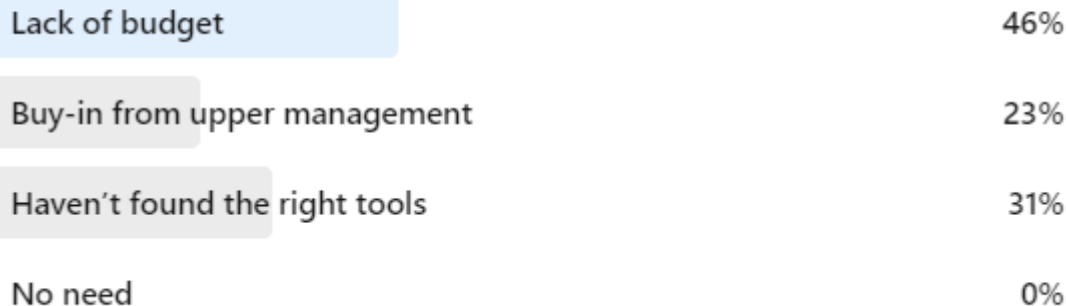 Lack of budget 46%
Buy-in from upper management 23%
Haven’t found the right tools 31%
No need 0%